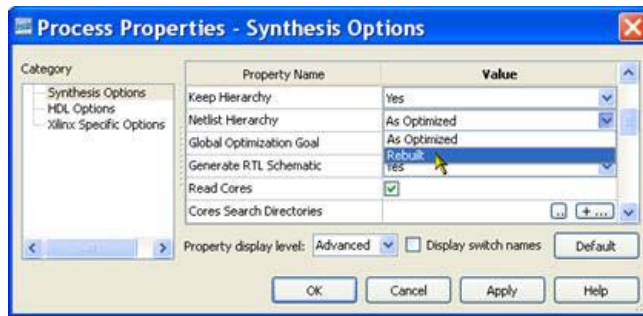 Process Properties - Synthesis Options
Category
Synthesis Options
HDL Options
Xilinx Specific Options
Property Name Value
Keep Hierarchy Yes
Netlist Hierarchy As Optimized
Global Optimization Goal As Optimized
Rebuilt
Generate RTL Schematic Yes
Read Cores
Cores Search Directories .. + ...
Property display level: Advanced Display switch names Default
OK Cancel Apply Help